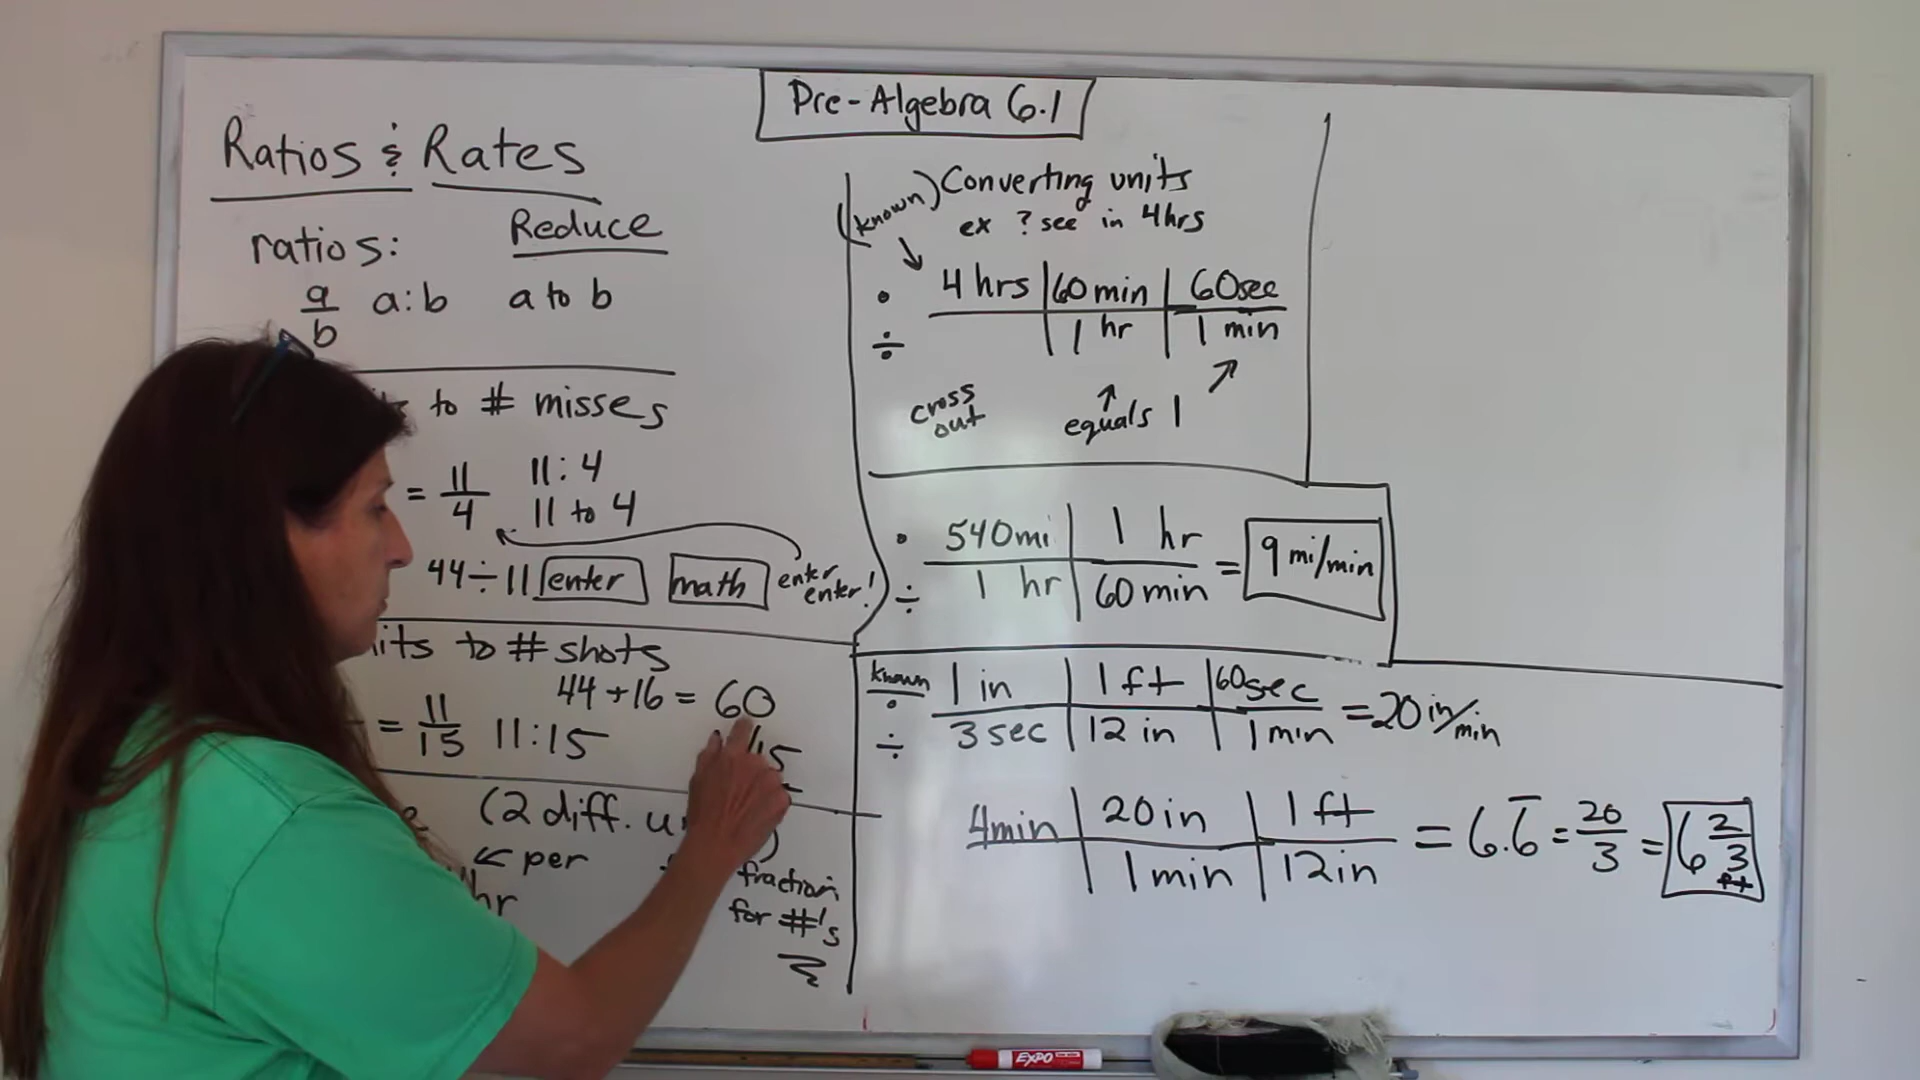 Pre-Algebra 6.1
Ratios & Rates
ratios: Reduce
a/b a:b a to b
to # misses
= 11/4 11:4
11 to 4
44÷11 enter math enter enter!
its to # shots
44+16 = 60
= 11/15 11:15 15
(2 diff. u )
← per
hr
fraction
for #'s
(known) Converting units
ex ? sec in 4hrs
· 4 hrs | 60 min | 60 sec
÷ | 1 hr | 1 min
cross out equals 1
· 540 mi | 1 hr
÷ 1 hr | 60 min = 9 mi/min
known
· 1 in | 1 ft | 60 sec
÷ 3 sec | 12 in | 1 min = 20 in/min
4min | 20 in | 1 ft
| 1 min | 12 in = 6.6̅ = 20/3 = 6 2/3 ft
EXPO